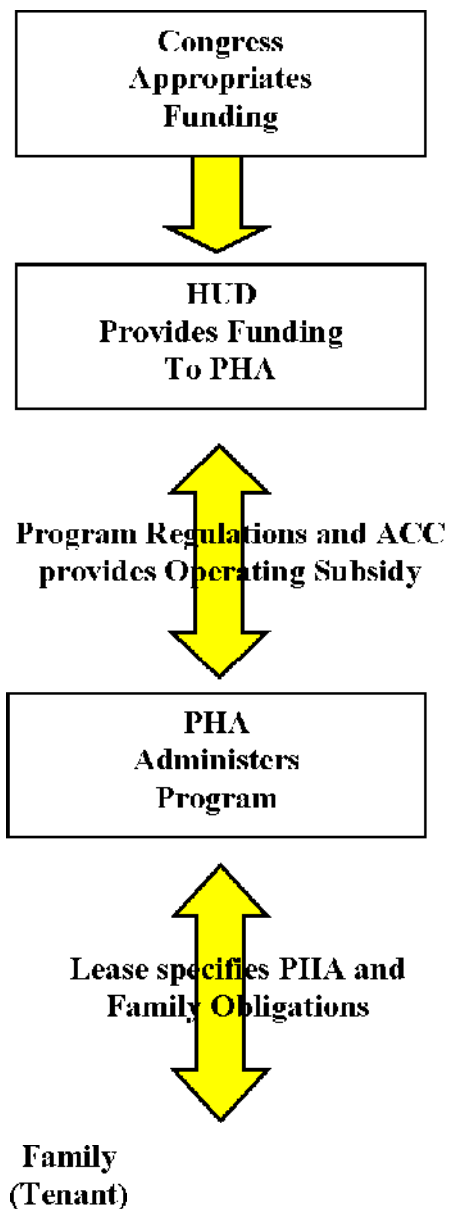 Congress
Appropriates
Funding
HUD
Provides Funding
To PHA
Program Regulations and ACC
provides Operating Subsidy
PHA
Administers
Program
Lease specifies PHA and
Family Obligations
Family
(Tenant)